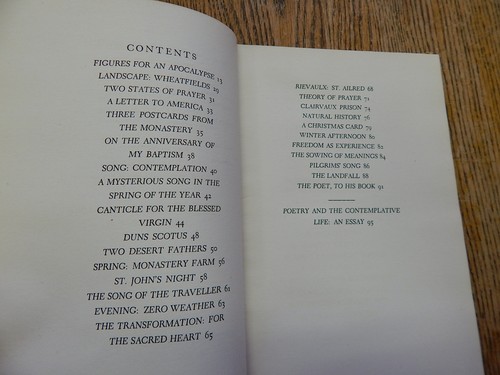 CONTENTS
FIGURES FOR AN APOCALYPSE 13
LANDSCAPE: WHEATFIELDS 29
TWO STATES OF PRAYER 31
A LETTER TO AMERICA 33
THREE POSTCARDS FROM
THE MONASTERY 35
ON THE ANNIVERSARY OF
MY BAPTISM 38
SONG: CONTEMPLATION 40
A MYSTERIOUS SONG IN THE
SPRING OF THE YEAR 42
CANTICLE FOR THE BLESSED
VIRGIN 44
DUNS SCOTUS 48
TWO DESERT FATHERS 50
SPRING: MONASTERY FARM 56
ST. JOHN'S NIGHT 58
THE SONG OF THE TRAVELLER 61
EVENING: ZERO WEATHER 63
THE TRANSFORMATION: FOR
THE SACRED HEART 65
RIEVAULX: ST. AILRED 68
THEORY OF PRAYER 71
CLAIRVAUX PRISON 74
NATURAL HISTORY 76
A CHRISTMAS CARD 79
WINTER AFTERNOON 80
FREEDOM AS EXPERIENCE 82
THE SOWING OF MEANINGS 84
PILGRIMS' SONG 86
THE LANDFALL 88
THE POET, TO HIS BOOK 91
POETRY AND THE CONTEMPLATIVE
LIFE: AN ESSAY 95